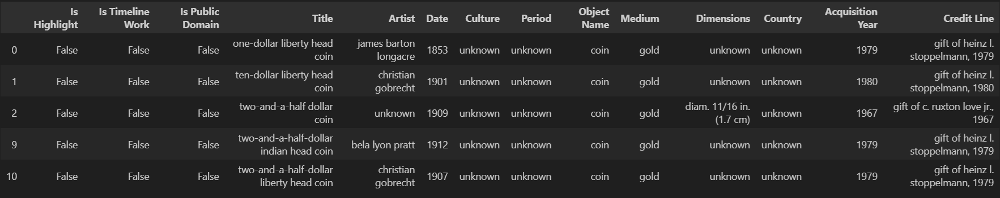 Is Highlight Is Timeline Work Is Public Domain Title Artist Date Culture Period Object Name Medium Dimensions Country Acquisition Year Credit Line
0 False False False one-dollar liberty head coin james barton longacre 1853 unknown unknown coin gold unknown unknown 1979 gift of heinz l. stoppelmann, 1979
1 False False False ten-dollar liberty head coin christian gobrecht 1901 unknown unknown coin gold unknown unknown 1980 gift of heinz l. stoppelmann, 1980
2 False False False two-and-a-half dollar coin unknown 1909 unknown unknown coin gold diam. 11/16 in. (1.7 cm) unknown 1967 gift of c. ruxton love jr., 1967
9 False False False two-and-a-half-dollar indian head coin bela lyon pratt 1912 unknown unknown coin gold unknown unknown 1979 gift of heinz l. stoppelmann, 1979
10 False False False two-and-a-half-dollar liberty head coin christian gobrecht 1907 unknown unknown coin gold unknown unknown 1979 gift of heinz l. stoppelmann, 1979